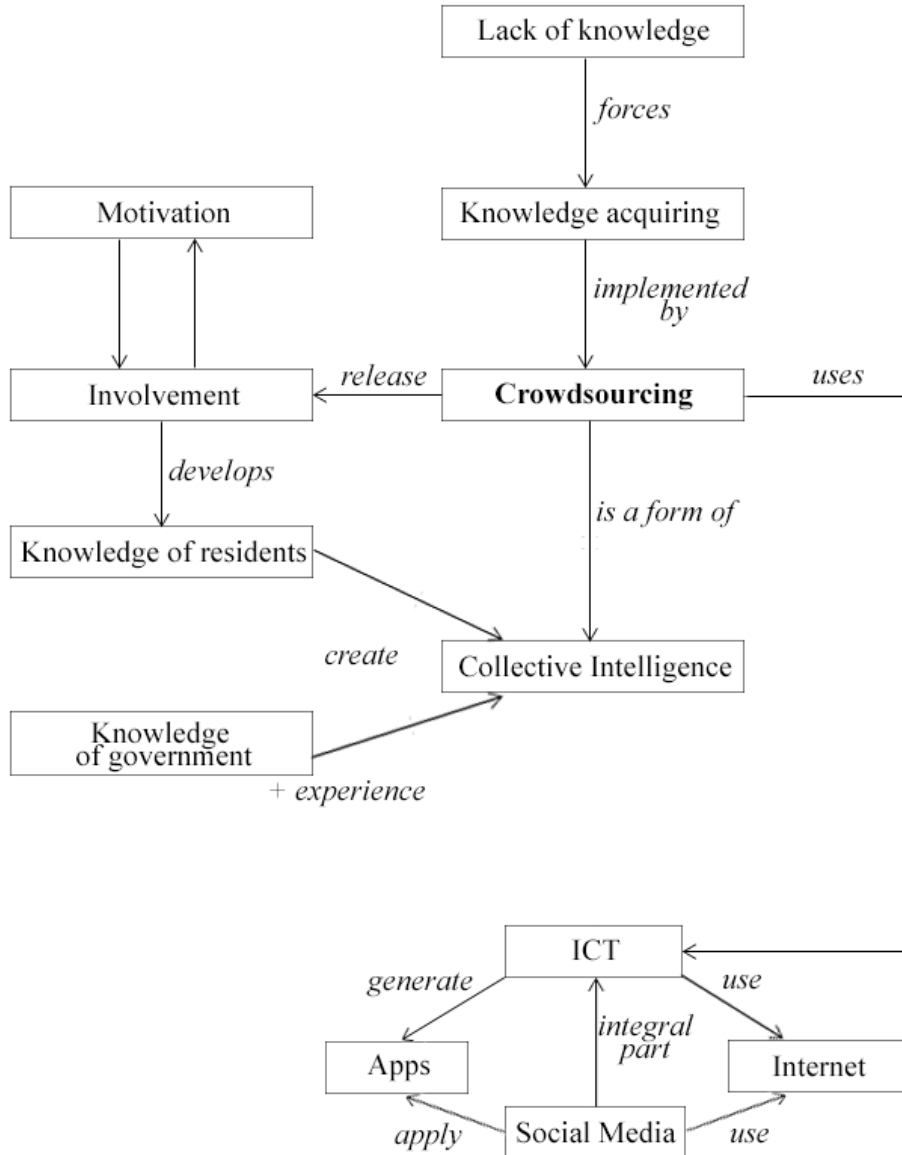 Lack of knowledge
forces
Motivation
Knowledge acquiring
implemented
by
Involvement
release
Crowdsourcing
uses
develops
is a form of
Knowledge of residents
create
Collective Intelligence
Knowledge
of government
+ experience
ICT
generate
use
integral
part
Apps
Internet
apply
Social Media
use